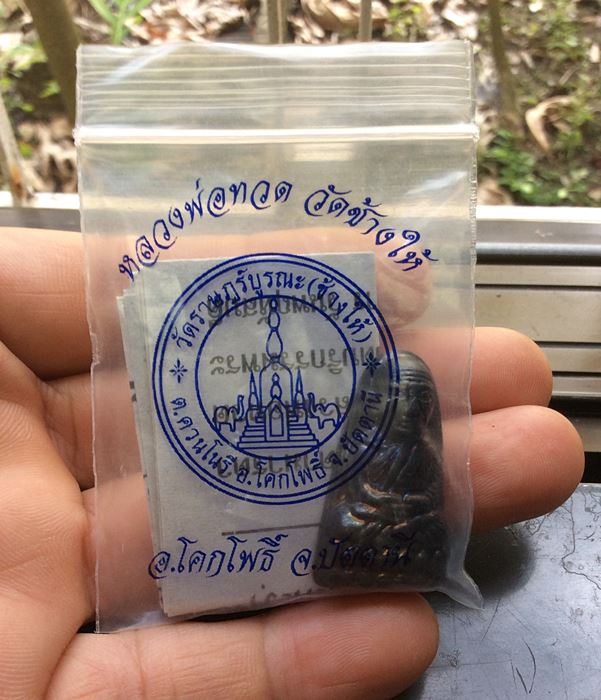 หลวงพ่อทวด วัดช้างให้
วัดราษฎร์บูรณะ(ช้างให้)
ต.ควนโนรี อ.โคกโพธิ์ จ.ปัตตานี
อ.โคกโพธิ์ จ.ปัตตานี